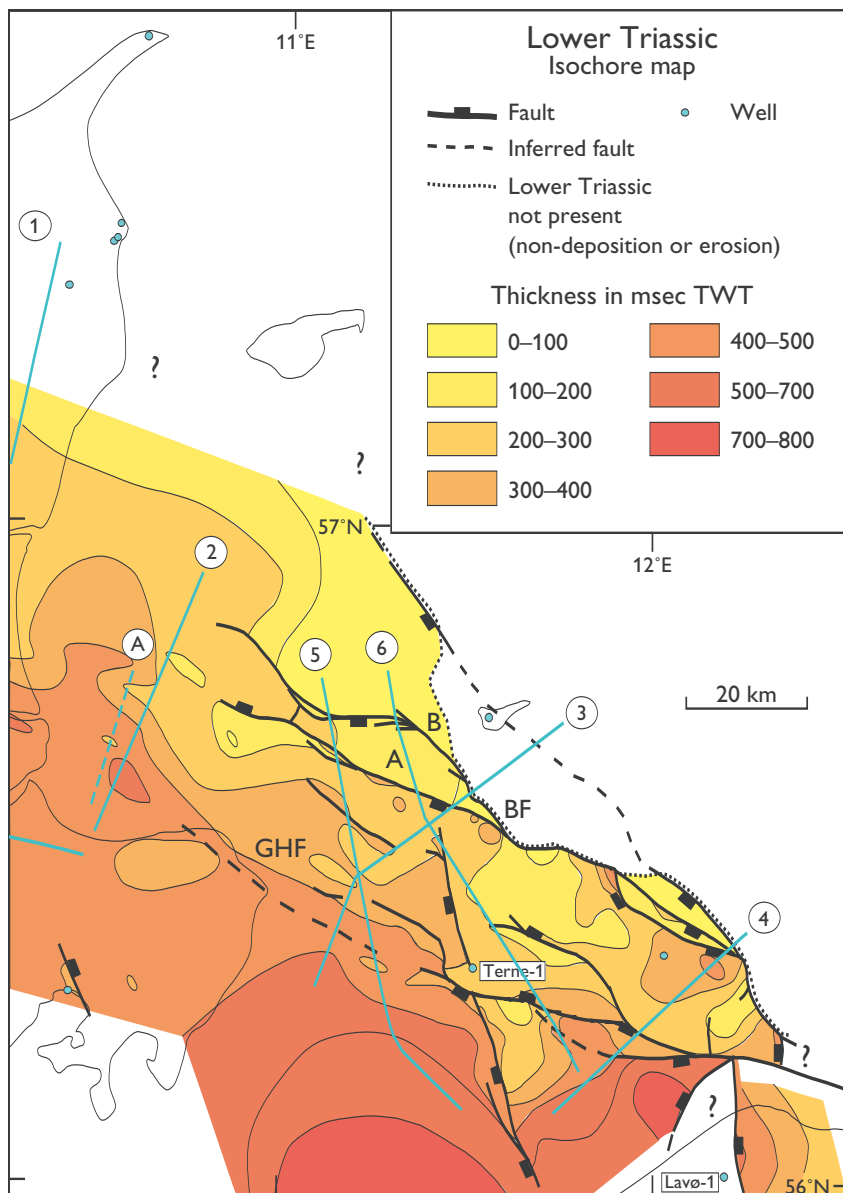 11˚E
Lower Triassic
Isochore map
Fault
Well
Inferred fault
Lower Triassic
not present
(non-deposition or erosion)
Thickness in msec TWT
0–100
400–500
100–200
500–700
200–300
700–800
300–400
1
?
?
57˚N
12˚E
2
A
5
6
20 km
3
B
A
BF
GHF
4
Terne-1
?
?
Lavø-1
56˚N